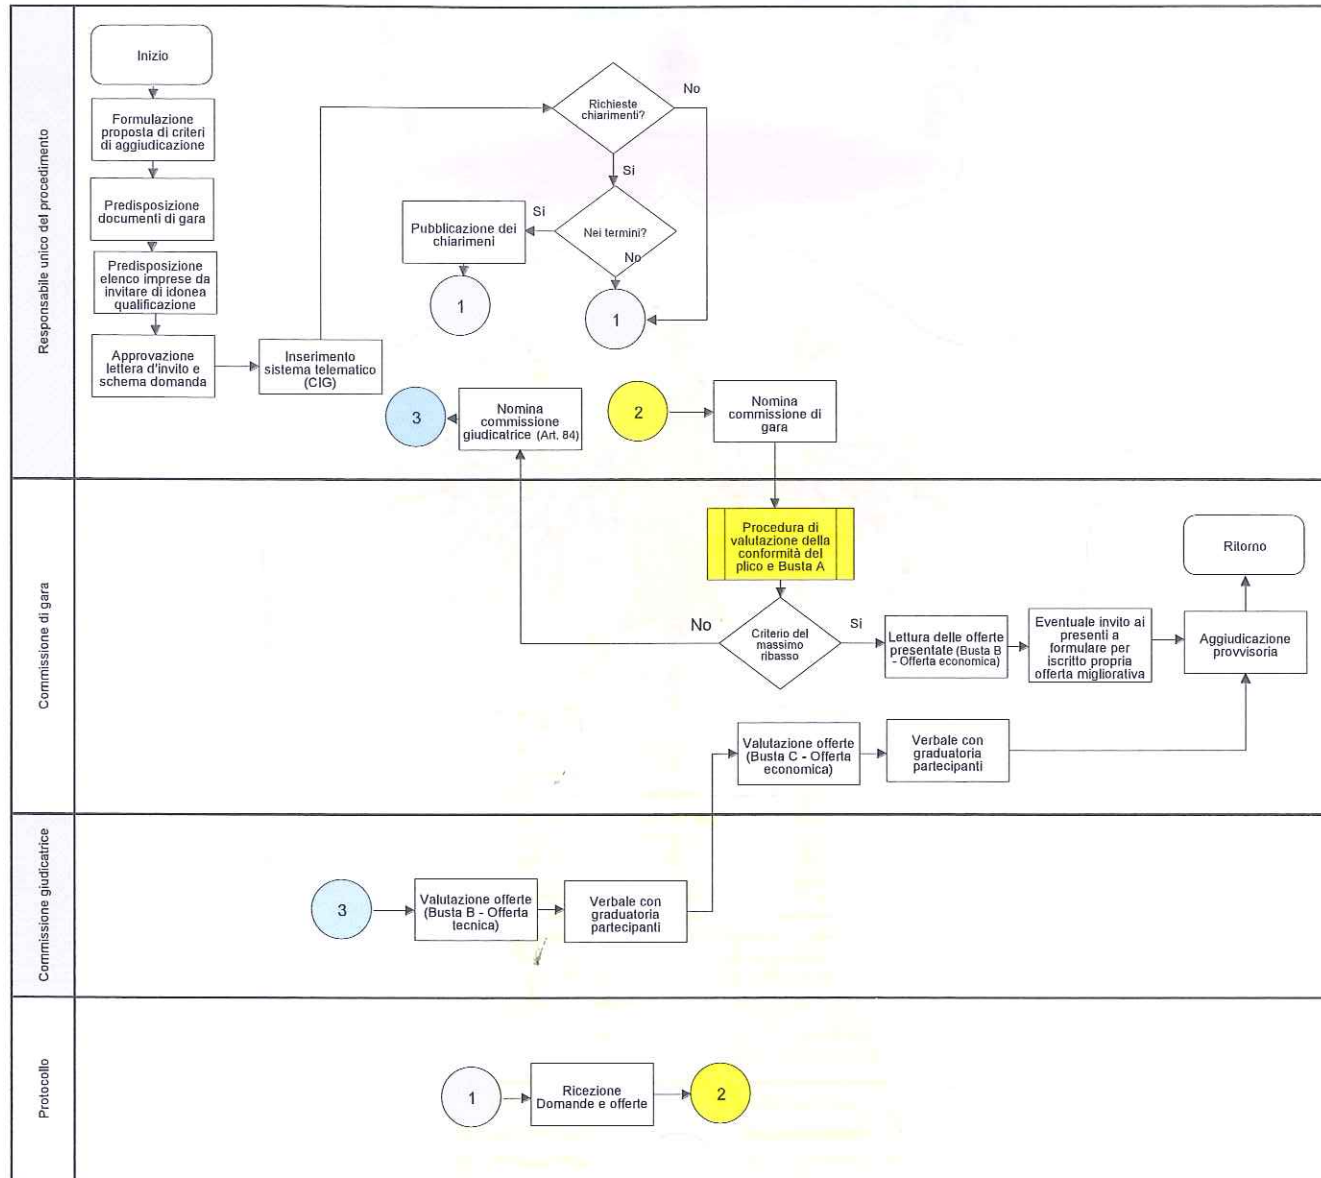 Responsabile unico del procedimento
Inizio
Formulazione
proposta di criteri
di aggiudicazione
Predisposizione
documenti di gara
Predisposizione
elenco imprese da
invitare di idonea
qualificazione
Approvazione
lettera d'invito e
schema domanda
Inserimento
sistema telematico
(CIG)
Richieste
chiarimenti?
No
Si
Nei termini?
Si
No
Pubblicazione dei
chiarimeni
1
1
3
Nomina
commissione
giudicatrice (Art. 84)
2
Nomina
commissione di
gara
Commissione di gara
Procedura di
valutazione della
conformità del
plico e Busta A
Criterio del
massimo
ribasso
No
Si
Lettura delle offerte
presentate (Busta B
- Offerta economica)
Eventuale invito ai
presenti a
formulare per
iscritto propria
offerta migliorativa
Aggiudicazione
provvisoria
Ritorno
Valutazione offerte
(Busta C - Offerta
economica)
Verbale con
graduatoria
partecipanti
Commissione giudicatrice
3
Valutazione offerte
(Busta B - Offerta
tecnica)
Verbale con
graduatoria
partecipanti
Protocollo
1
Ricezione
Domande e offerte
2